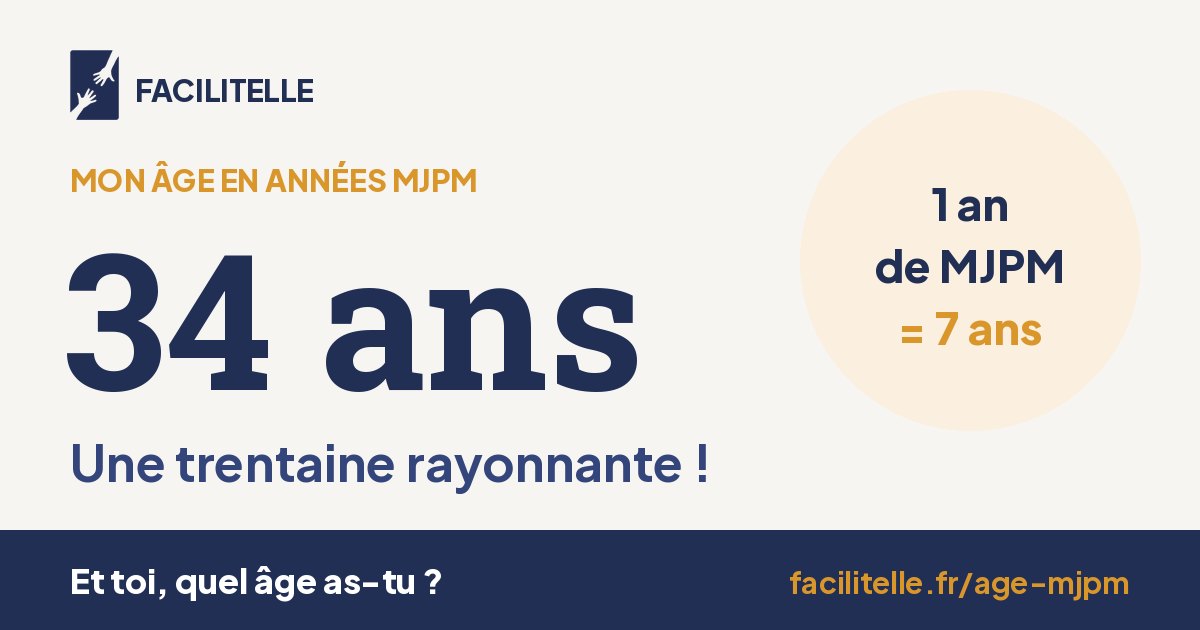 FACILITELLE
MON ÂGE EN ANNÉES MJPM
34 ans
Une trentaine rayonnante !
1 an
de MJPM
= 7 ans
Et toi, quel âge as-tu ?
facilitelle.fr/age-mjpm